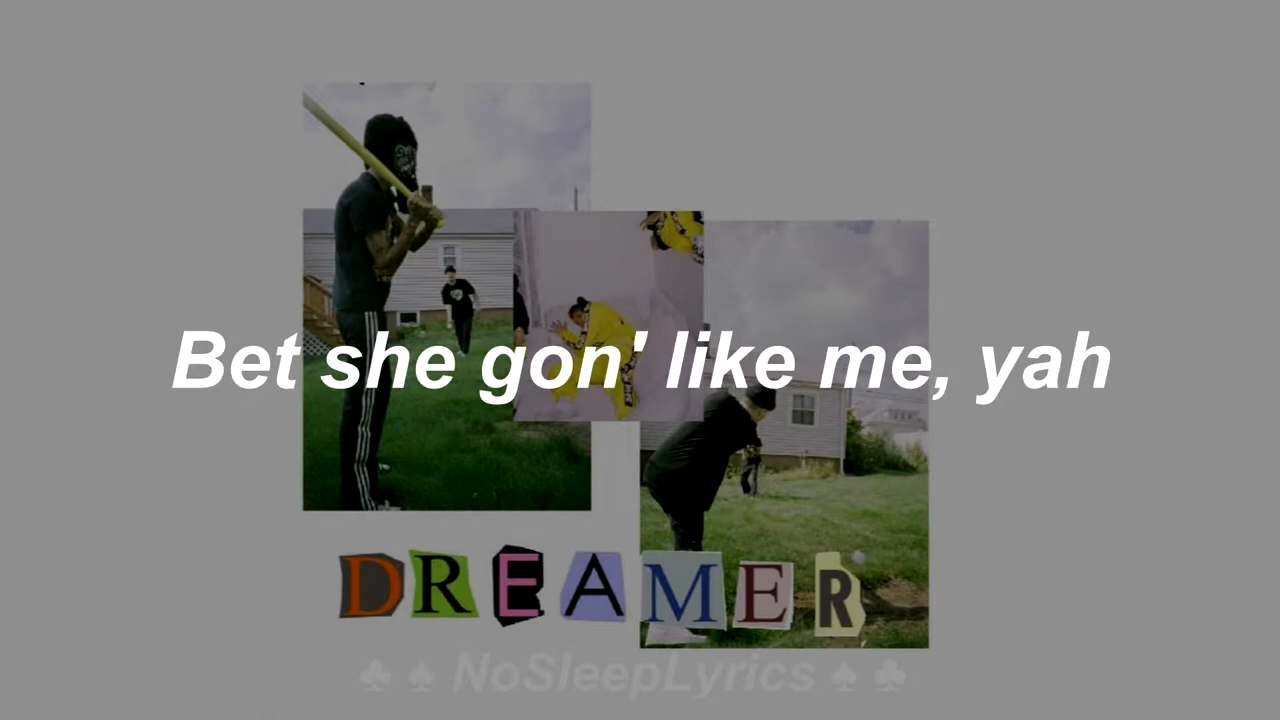 Bet she gon' like me, yah
DREAMER
♣ ♠ NoSleepLyrics ♠ ♣